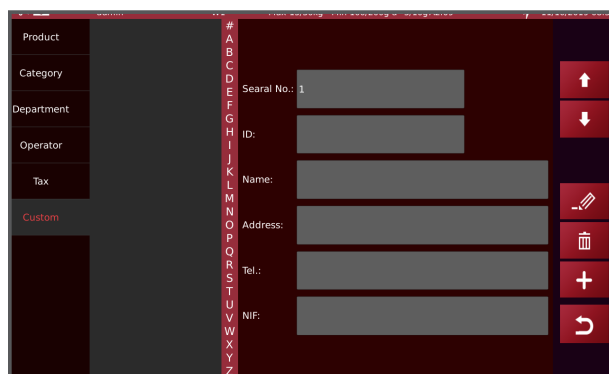 Product
Category
Department
Operator
Tax
Custom
#
A
B
C
D
E
F
G
H
I
J
K
L
M
N
O
P
Q
R
S
T
U
V
W
X
Y
Z
Searal No.: 1
ID:
Name:
Address:
Tel.:
NIF: